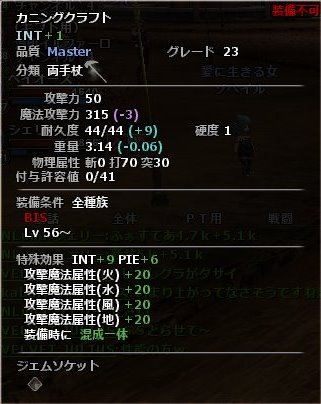 カニングクラフト
装備不可
INT+1
品質 Master グレード 23
分類 両手杖
攻撃力 50
魔法攻撃力 315 (-3)
耐久度 44/44 (+9) 硬度 1
重量 3.14 (-0.06)
物理属性 斬0 打70 突30
付与許容値 0/41
装備条件 全種族
BIS
Lv 56～
特殊効果 INT+9 PIE+6
攻撃魔法属性(火) +20
攻撃魔法属性(水) +20
攻撃魔法属性(風) +20
攻撃魔法属性(地) +20
装備時に 混成一体
ジェムソケット